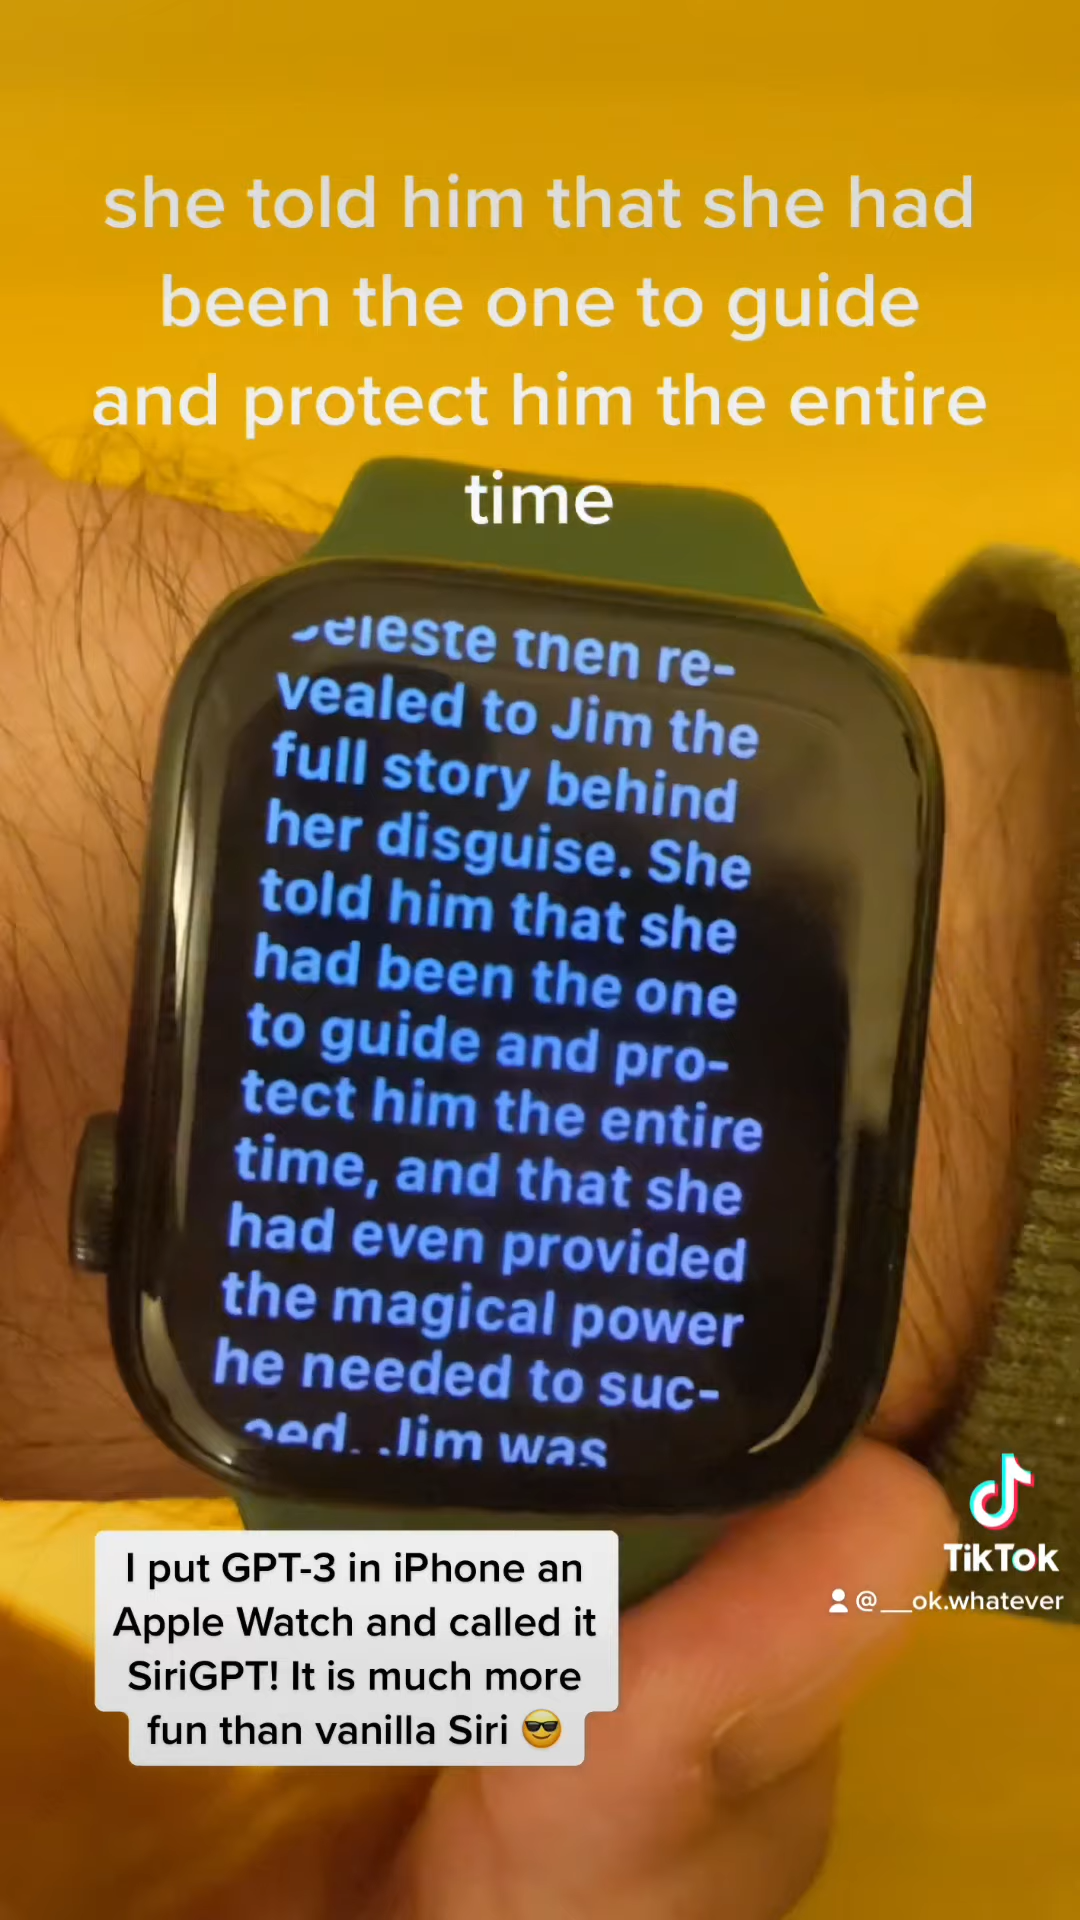 she told him that she had
been the one to guide
and protect him the entire
time
then re-
vealed to Jim the
full story behind
her disguise. She
told him that she
had been the one
to guide and pro-
tect him the entire
time, and that she
had even provided
the magical power
he needed to suc-
Jim was
I put GPT-3 in iPhone an
Apple Watch and called it
SiriGPT! It is much more
fun than vanilla Siri 😎
TikTok
@__ok.whatever